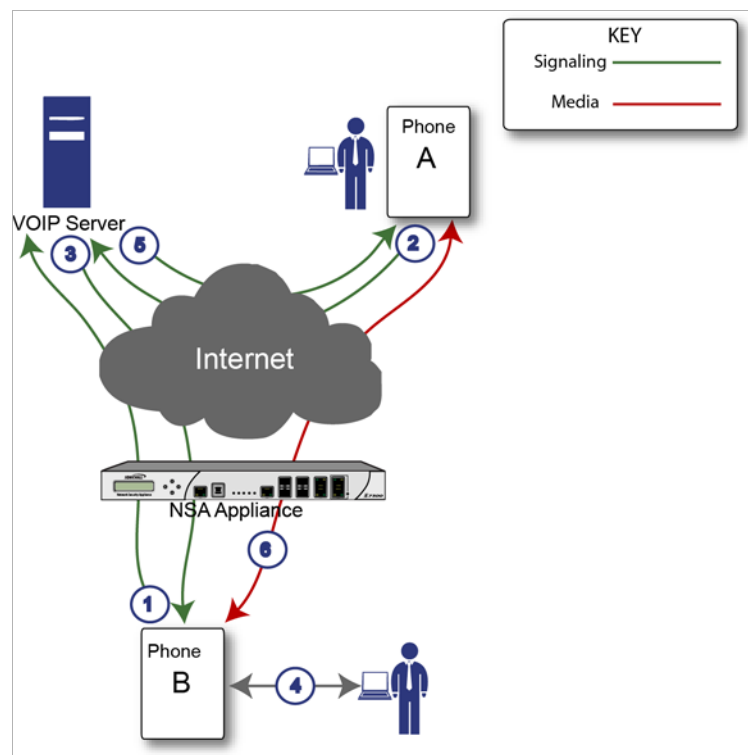 KEY
Signaling
Media
Phone
A
VOIP Server
3
5
2
Internet
NSA Appliance
6
1
Phone
B
4